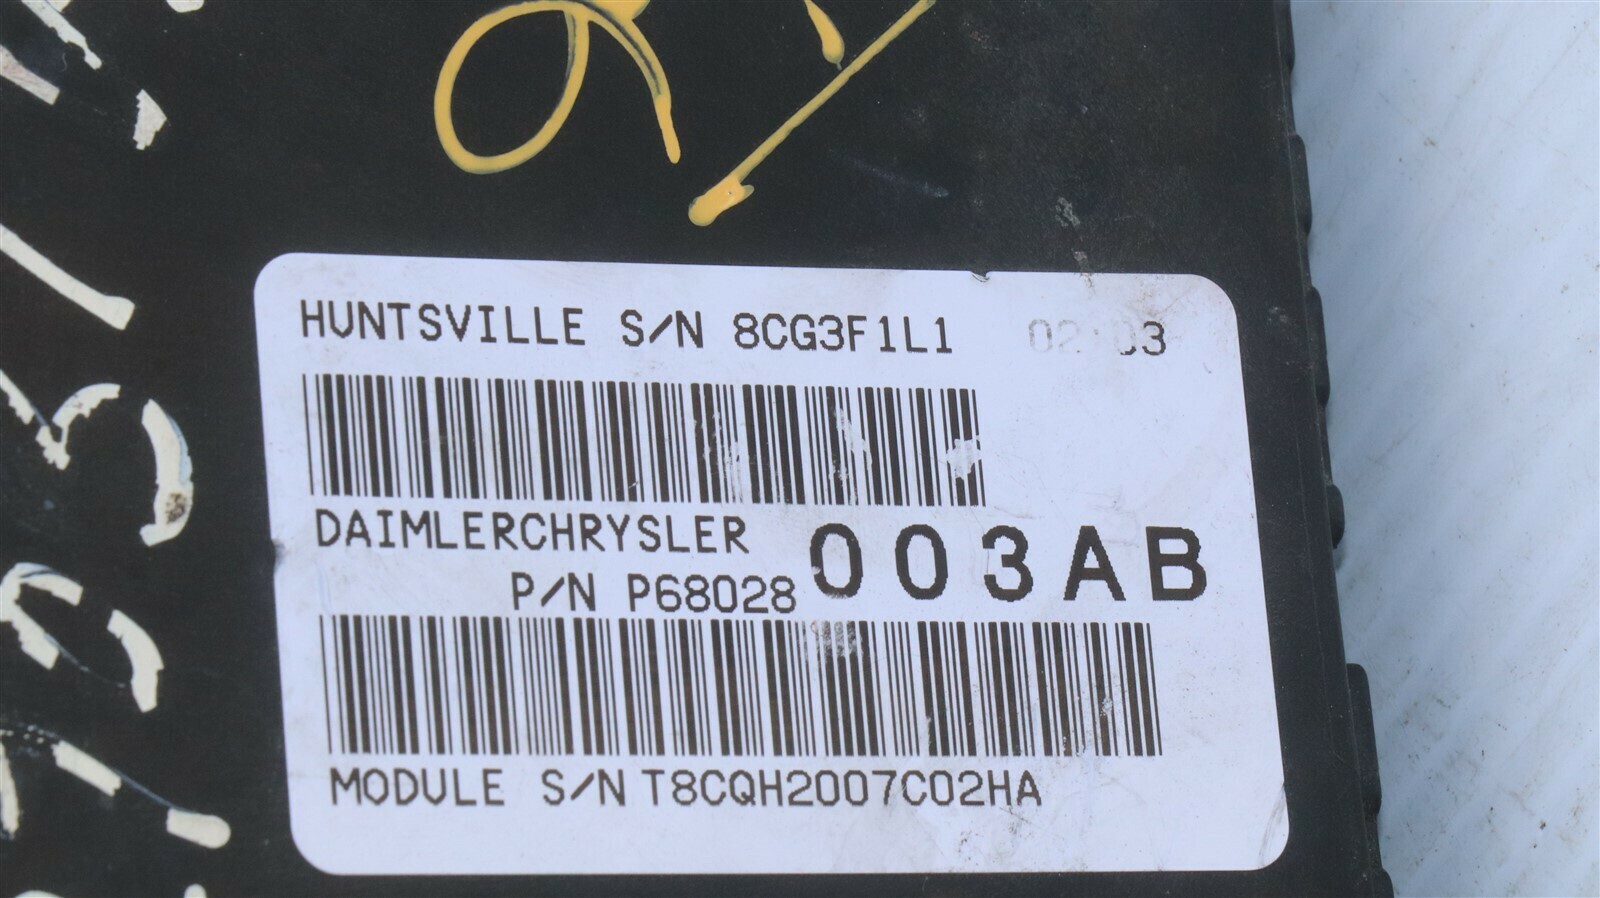 HUNTSVILLE S/N 8CG3F1L1
DAIMLERCHRYSLER
P/N P68028 003AB
MODULE S/N T8CQH2007C02HA